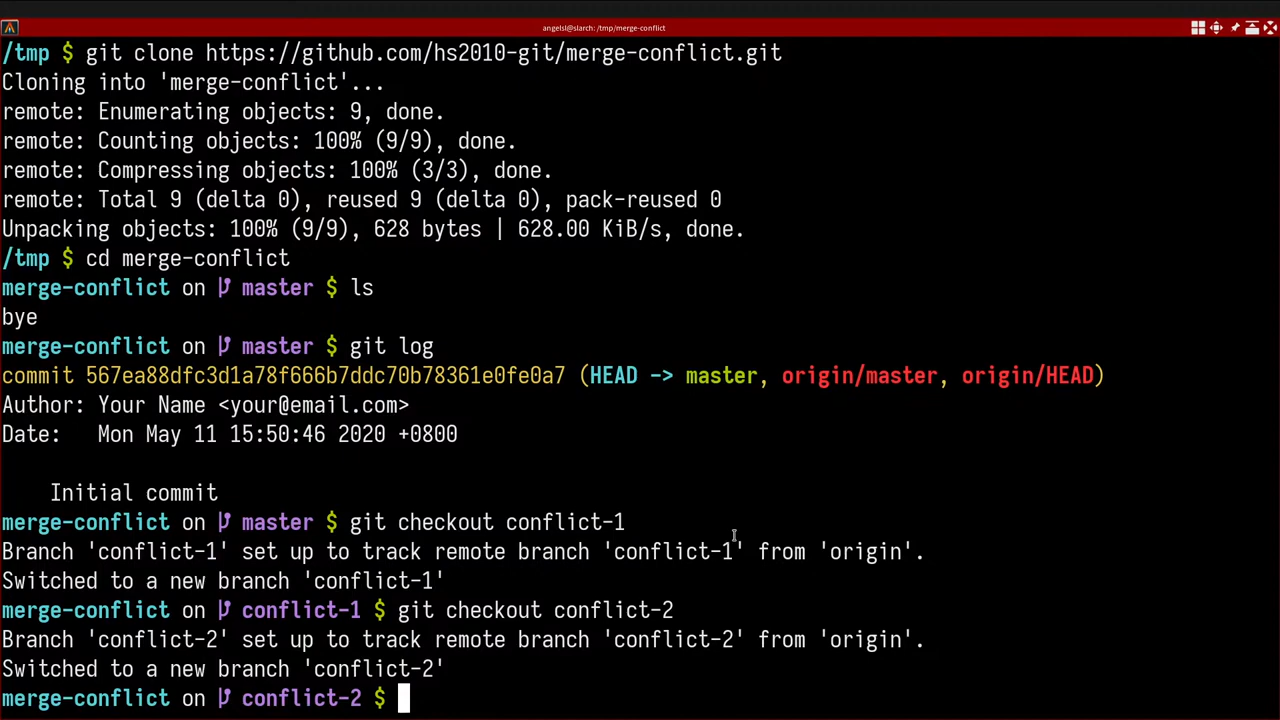 angelsl@slarch: /tmp/merge-conflict
/tmp $ git clone https://github.com/hs2010-git/merge-conflict.git
Cloning into 'merge-conflict'...
remote: Enumerating objects: 9, done.
remote: Counting objects: 100% (9/9), done.
remote: Compressing objects: 100% (3/3), done.
remote: Total 9 (delta 0), reused 9 (delta 0), pack-reused 0
Unpacking objects: 100% (9/9), 628 bytes | 628.00 KiB/s, done.
/tmp $ cd merge-conflict
merge-conflict on master $ ls
bye
merge-conflict on master $ git log
commit 567ea88dfc3d1a78f666b7ddc70b78361e0fe0a7 (HEAD -> master, origin/master, origin/HEAD)
Author: Your Name <your@email.com>
Date:   Mon May 11 15:50:46 2020 +0800
    Initial commit
merge-conflict on master $ git checkout conflict-1
Branch 'conflict-1' set up to track remote branch 'conflict-1' from 'origin'.
Switched to a new branch 'conflict-1'
merge-conflict on conflict-1 $ git checkout conflict-2
Branch 'conflict-2' set up to track remote branch 'conflict-2' from 'origin'.
Switched to a new branch 'conflict-2'
merge-conflict on conflict-2 $